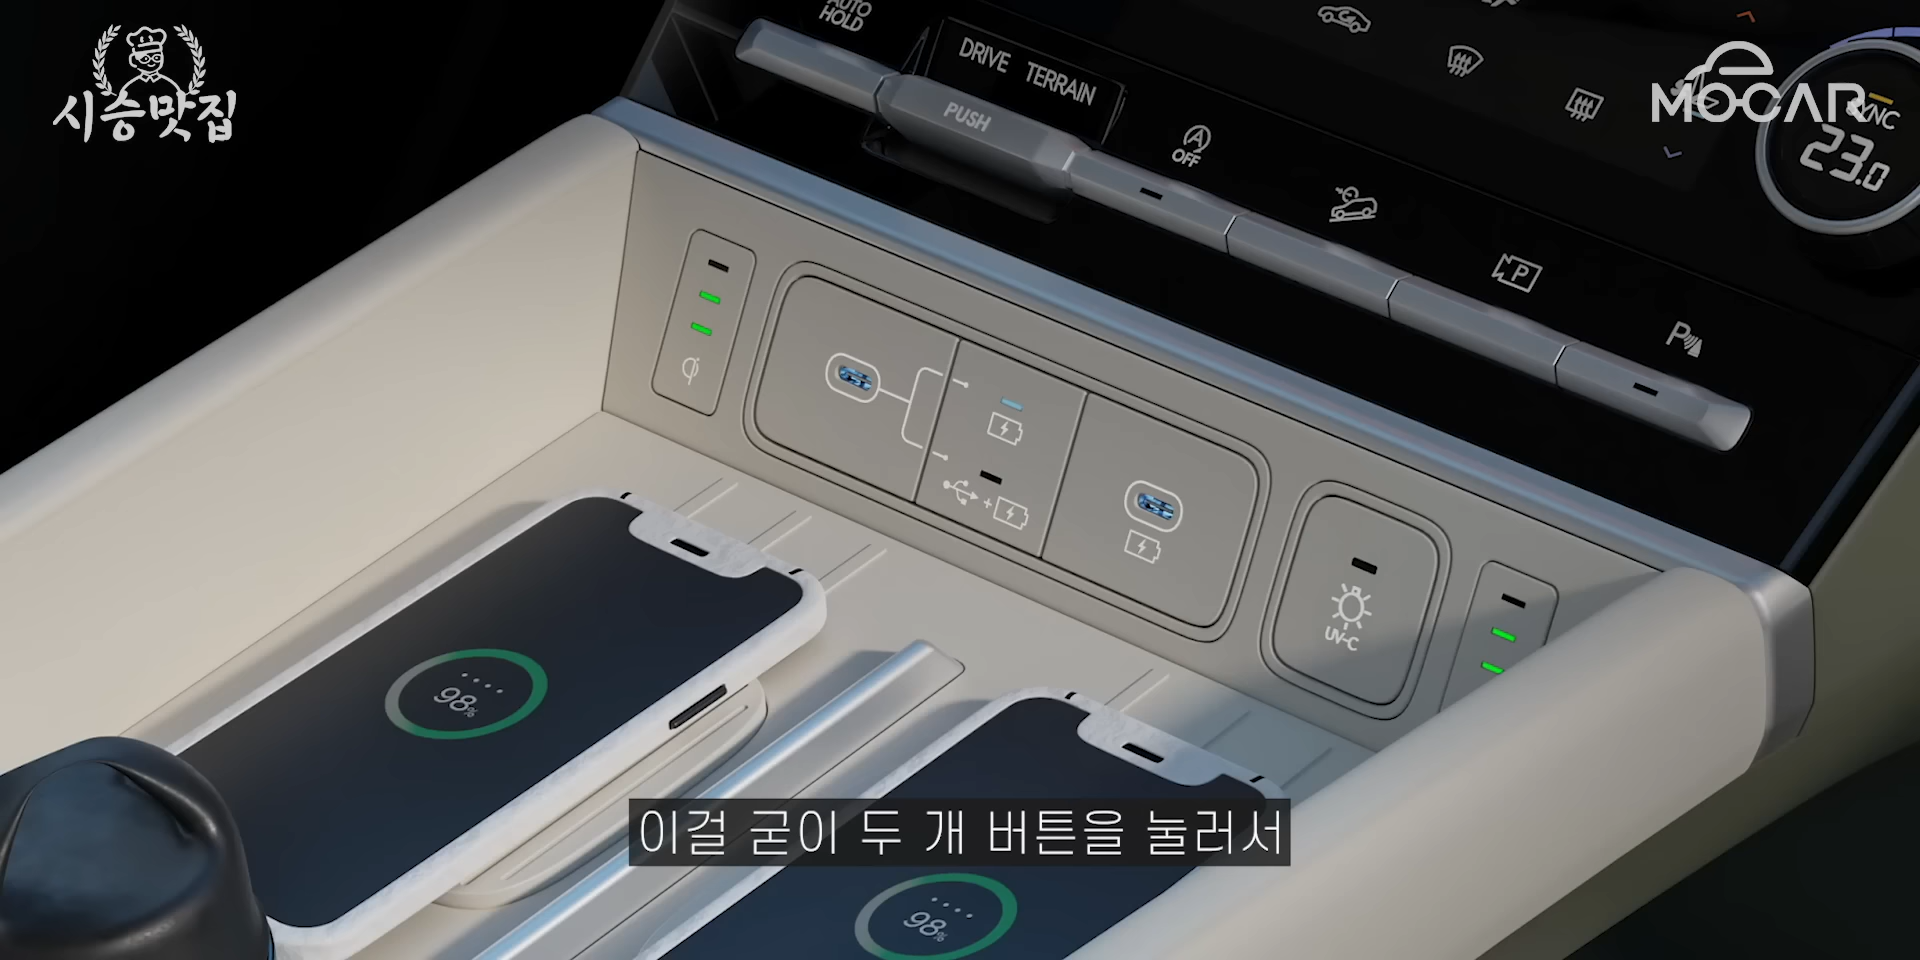 시승맛집
AUTO
HOLD
DRIVE TERRAIN
PUSH
A
OFF
P
P
MOCAR
SYNC
23.0
UV-C
98%
98%
이걸 굳이 두 개 버튼을 눌러서